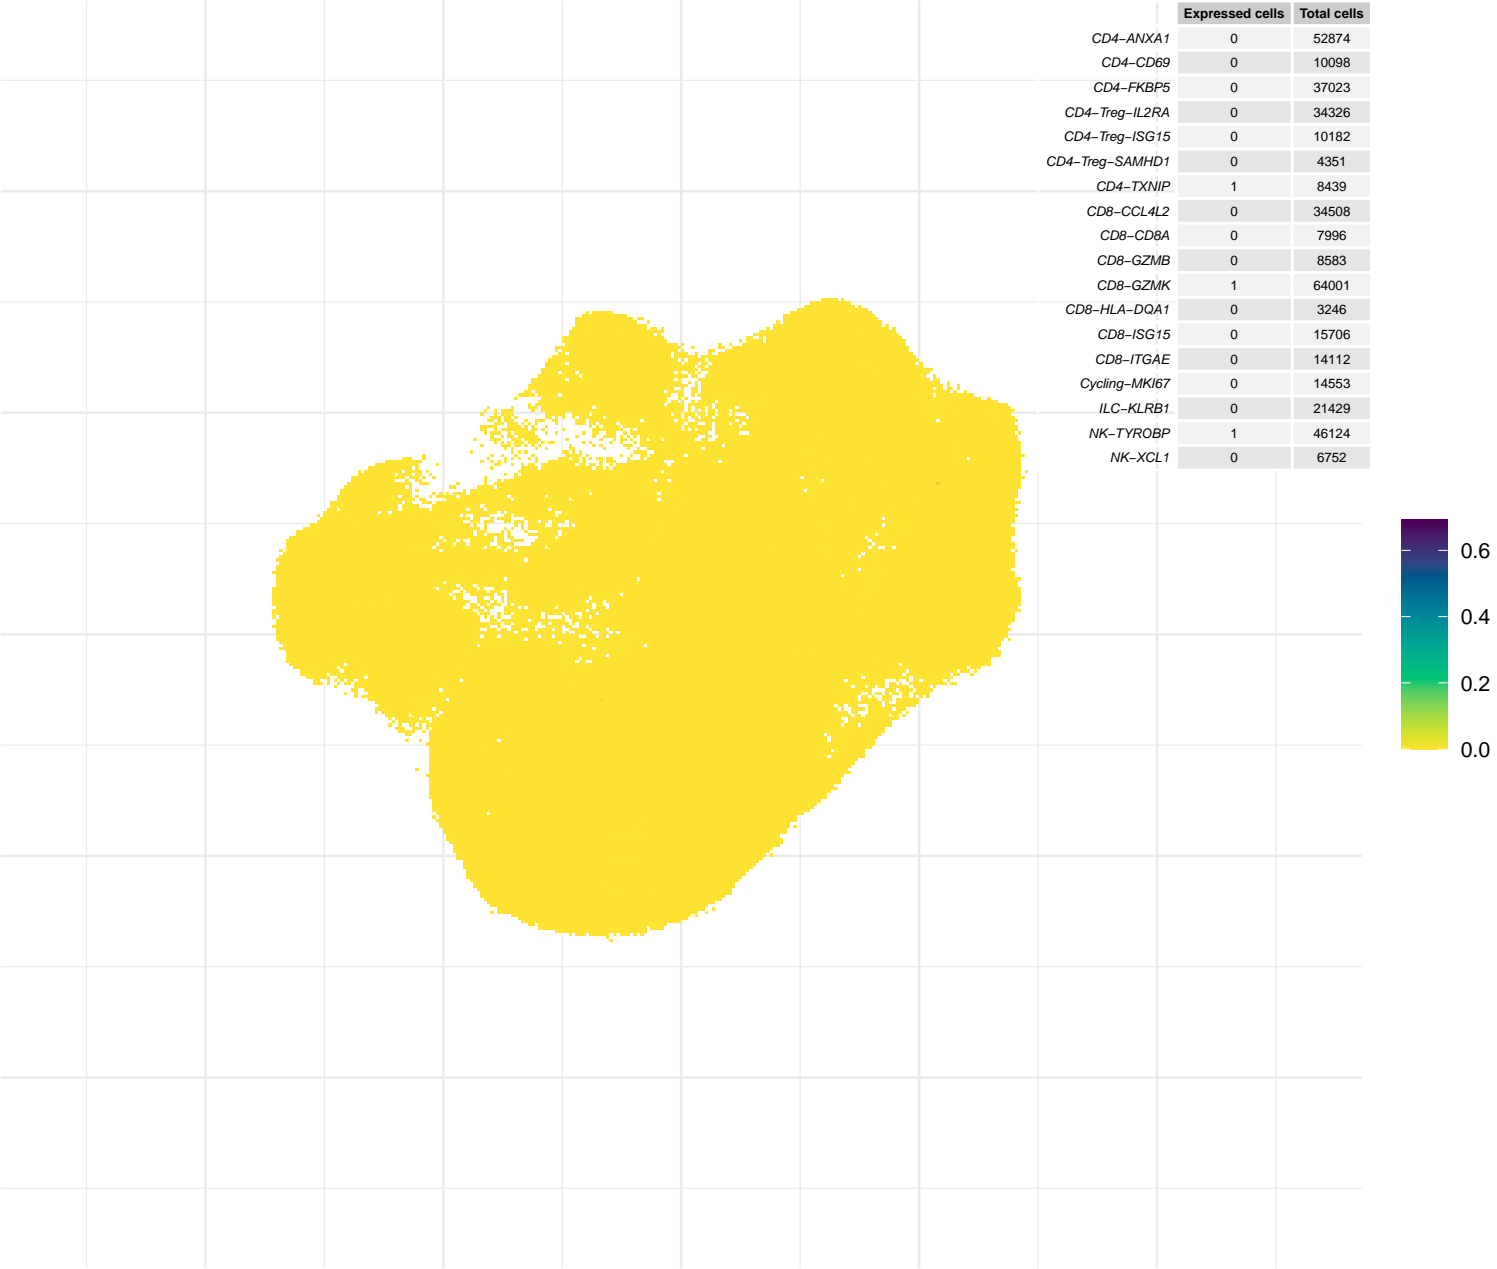 Expressed cells Total cells
CD4−ANXA1 0 52874
CD4−CD69 0 10098
CD4−FKBP5 0 37023
CD4−Treg−IL2RA 0 34326
CD4−Treg−ISG15 0 10182
CD4−Treg−SAMHD1 0 4351
CD4−TXNIP 1 8439
CD8−CCL4L2 0 34508
CD8−CD8A 0 7996
CD8−GZMB 0 8583
CD8−GZMK 1 64001
CD8−HLA−DQA1 0 3246
CD8−ISG15 0 15706
CD8−ITGAE 0 14112
Cycling−MKI67 0 14553
ILC−KLRB1 0 21429
NK−TYROBP 1 46124
NK−XCL1 0 6752
0.6
0.4
0.2
0.0